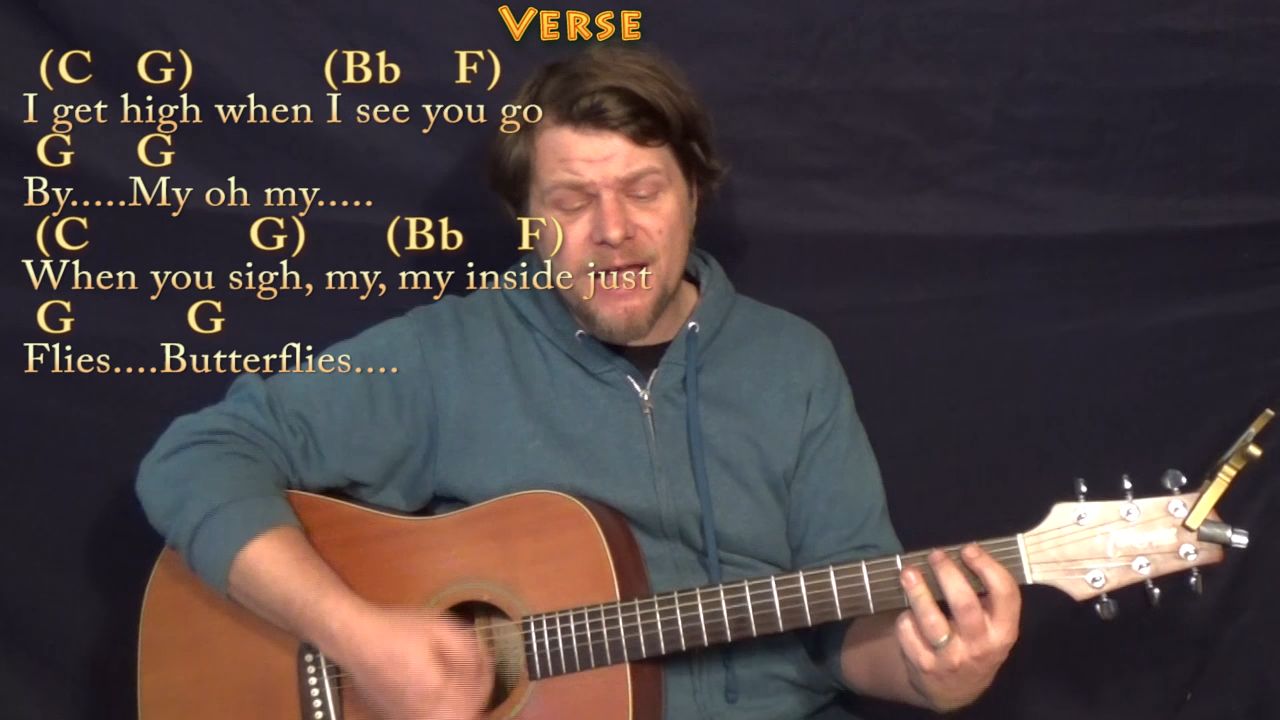 VERSE
(C G) (Bb F)
I get high when I see you go
G G
By.....My oh my.....
(C G) (Bb F)
When you sigh, my, my inside just
G G
Flies....Butterflies....